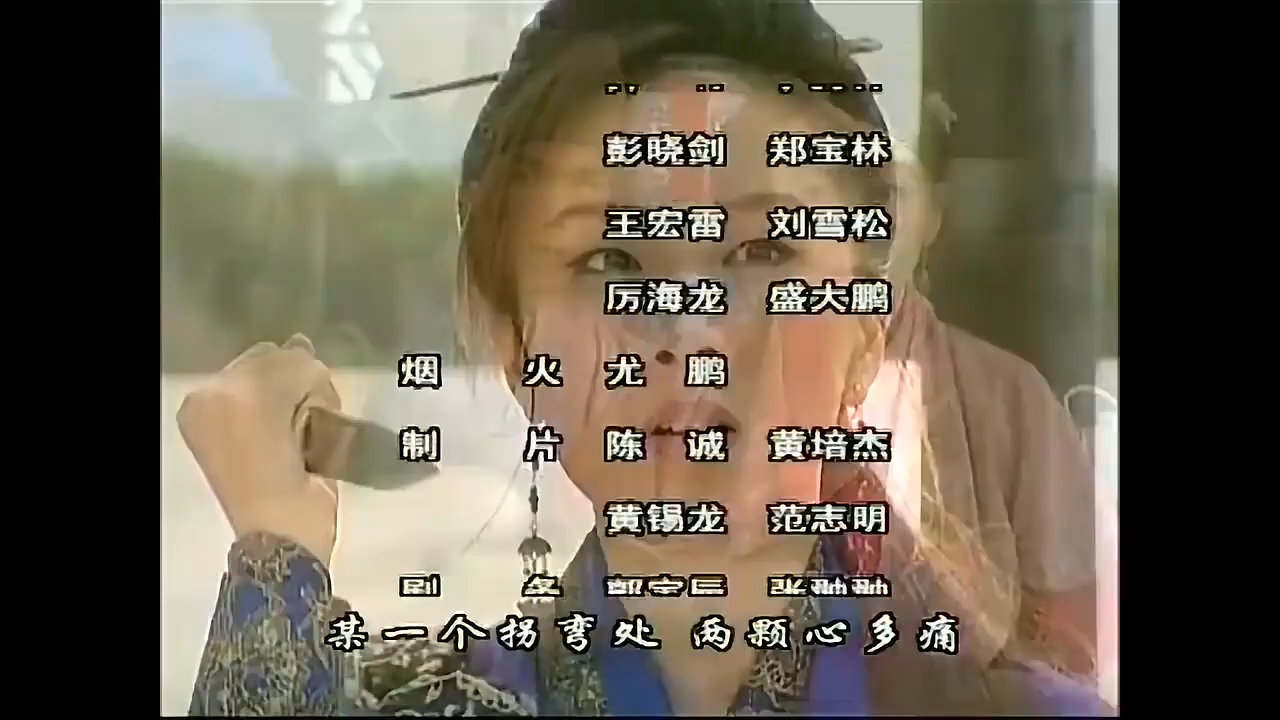 彭晓剑 郑宝林
王宏雷 刘雪松
厉海龙 盛大鹏
烟 火 尤 鹏
制 片 陈 诚 黄培杰
黄锡龙 范志明
某一个拐弯处 两颗心多痛